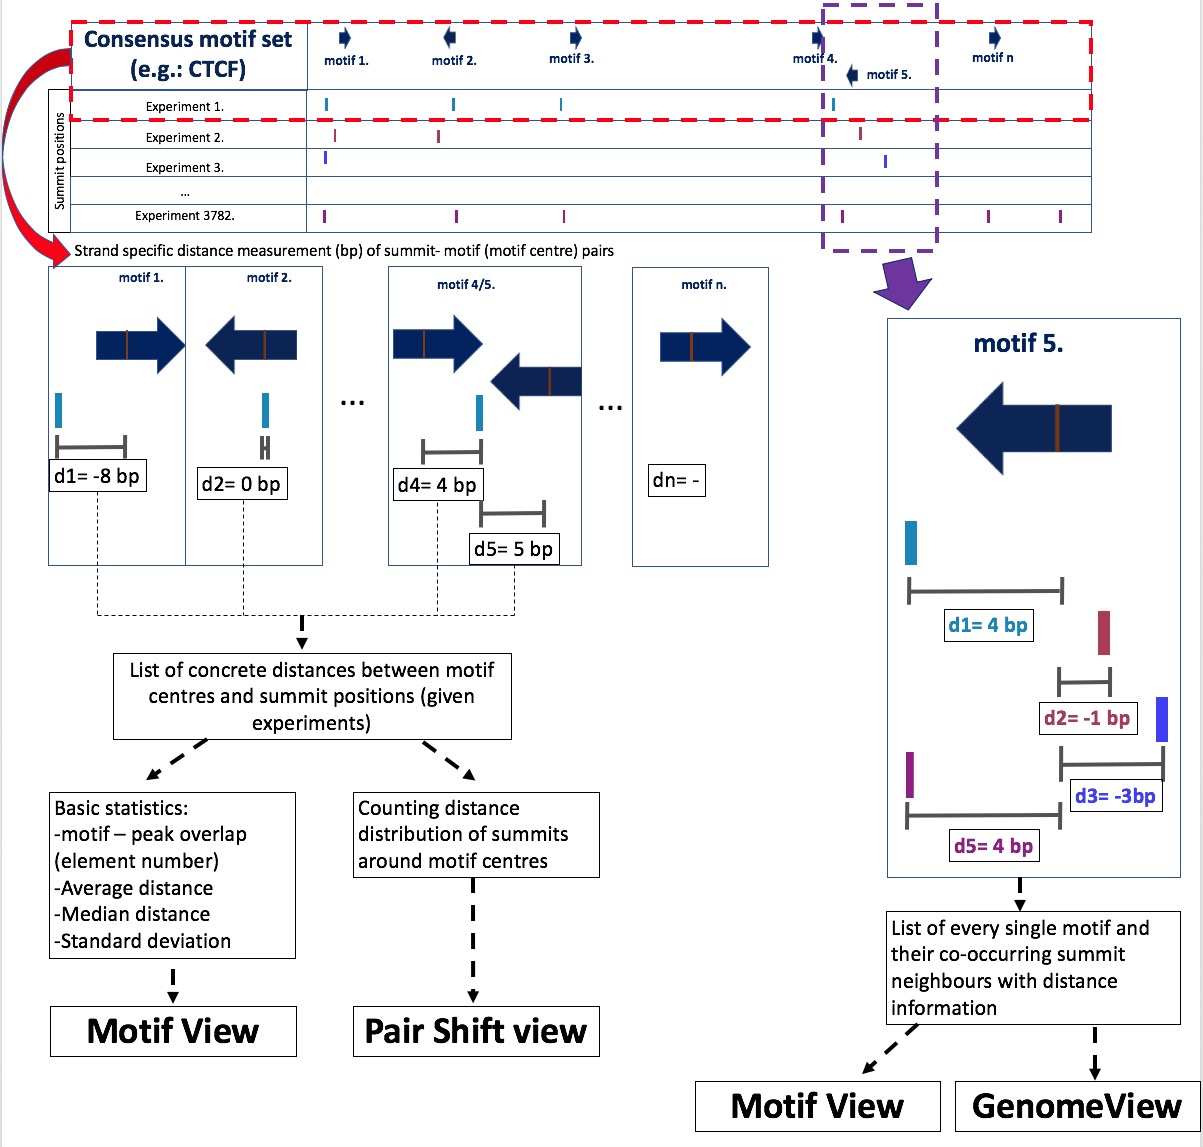 Consensus motif set
(e.g.: CTCF)
motif 1.
motif 2.
motif 3.
motif 4.
motif 5.
motif n
Summit positions
Experiment 1.
Experiment 2.
Experiment 3.
...
Experiment 3782.
Strand specific distance measurement (bp) of summit- motif (motif centre) pairs
motif 1.
motif 2.
motif 4/5.
motif n.
...
...
d1= -8 bp
d2= 0 bp
d4= 4 bp
d5= 5 bp
dn= -
motif 5.
d1= 4 bp
d2= -1 bp
d3= -3bp
d5= 4 bp
List of concrete distances between motif
centres and summit positions (given
experiments)
Basic statistics:
-motif – peak overlap
(element number)
-Average distance
-Median distance
-Standard deviation
Counting distance
distribution of summits
around motif centres
List of every single motif and
their co-occurring summit
neighbours with distance
information
Motif View
Pair Shift view
Motif View
GenomeView